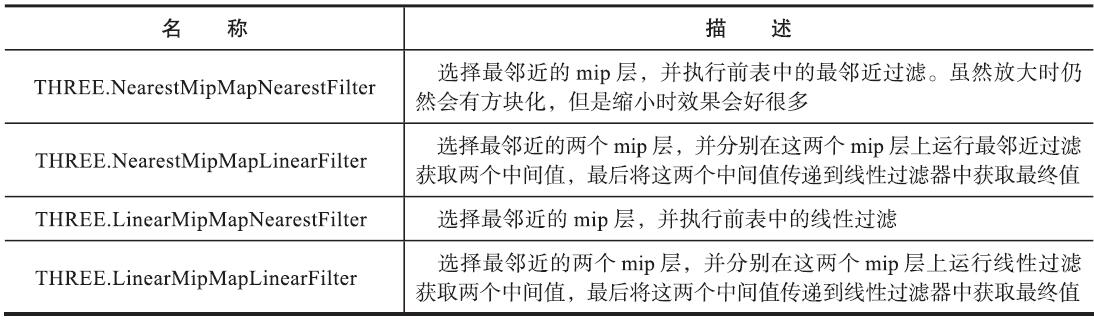 名 称 描 述
THREE.NearestMipMapNearestFilter
选择最邻近的 mip 层，并执行前表中的最邻近过滤。虽然放大时仍
然会有方块化，但是缩小时效果会好很多
THREE.NearestMipMapLinearFilter
选择最邻近的两个 mip 层，并分别在这两个 mip 层上运行最邻近过滤
获取两个中间值，最后将这两个中间值传递到线性过滤器中获取最终值
THREE.LinearMipMapNearestFilter
选择最邻近的 mip 层，并执行前表中的线性过滤
THREE.LinearMipMapLinearFilter
选择最邻近的两个 mip 层，并分别在这两个 mip 层上运行线性过滤
获取两个中间值，最后将这两个中间值传递到线性过滤器中获取最终值